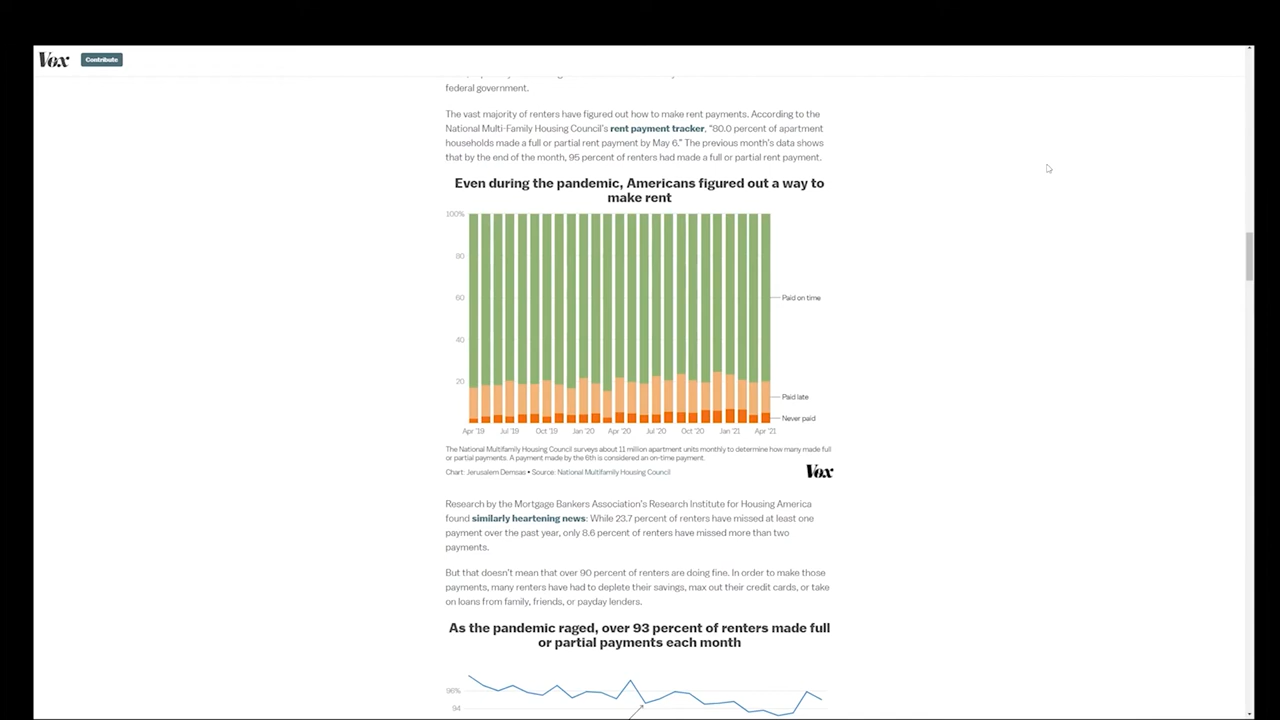 Vox
Contribute
federal government.
The vast majority of renters have figured out how to make rent payments. According to the
National Multi-Family Housing Council's rent payment tracker, "80.0 percent of apartment
households made a full or partial rent payment by May 6." The previous month's data shows
that by the end of the month, 95 percent of renters had made a full or partial rent payment.
Even during the pandemic, Americans figured out a way to
make rent
100%
80
60
40
20
Paid on time
Paid late
Never paid
Apr '19 Jul '19 Oct '19 Jan '20 Apr '20 Jul '20 Oct '20 Jan '21 Apr '21
The National Multifamily Housing Council surveys about 11 million apartment units monthly to determine how many made full
or partial payments. A payment made by the 6th is considered an on-time payment.
Chart: Jerusalem Demsas • Source: National Multifamily Housing Council
Vox
Research by the Mortgage Bankers Association's Research Institute for Housing America
found similarly heartening news: While 23.7 percent of renters have missed at least one
payment over the past year, only 8.6 percent of renters have missed more than two
payments.
But that doesn't mean that over 90 percent of renters are doing fine. In order to make those
payments, many renters have had to deplete their savings, max out their credit cards, or take
on loans from family, friends, or payday lenders.
As the pandemic raged, over 93 percent of renters made full
or partial payments each month
96%
94